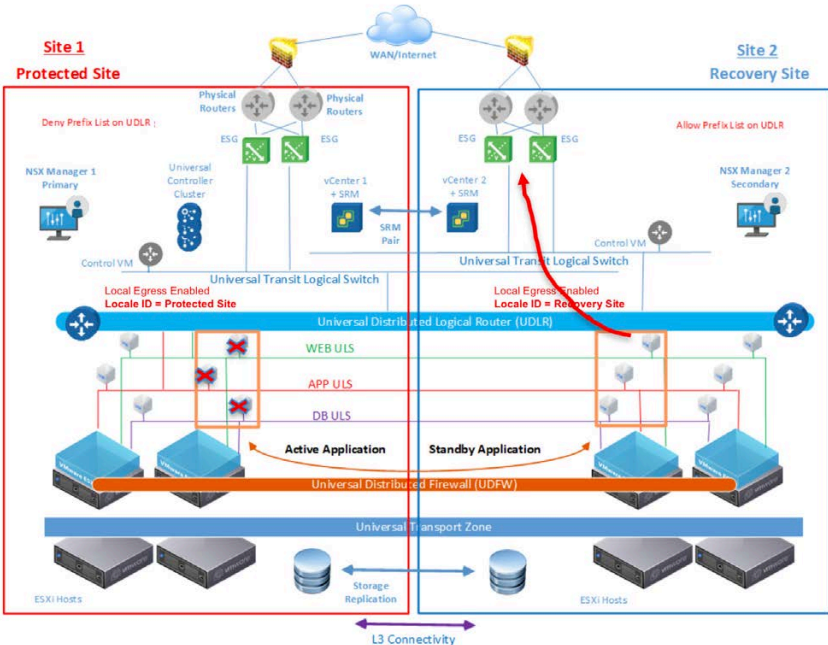 Site 1
Protected Site
WAN/Internet
Site 2
Recovery Site
Physical
Routers
Physical
Routers
Deny Prefix List on UDLR :
ESG
ESG
ESG
ESG
Allow Prefix List on UDLR
NSX Manager 1
Primary
Universal
Controller
Cluster
vCenter 1
+ SRM
SRM
Pair
vCenter 2
+ SRM
NSX Manager 2
Secondary
Control VM
Control VM
Universal Transit Logical Switch
Universal Transit Logical Switch
Local Egress Enabled
Locale ID = Protected Site
Local Egress Enabled
Locale ID = Recovery Site
Universal Distributed Logical Router (UDLR)
WEB ULS
APP ULS
DB ULS
Active Application
Standby Application
Universal Distributed Firewall (UDFW)
Universal Transport Zone
ESXi Hosts
Storage
Replication
ESXi Hosts
L3 Connectivity